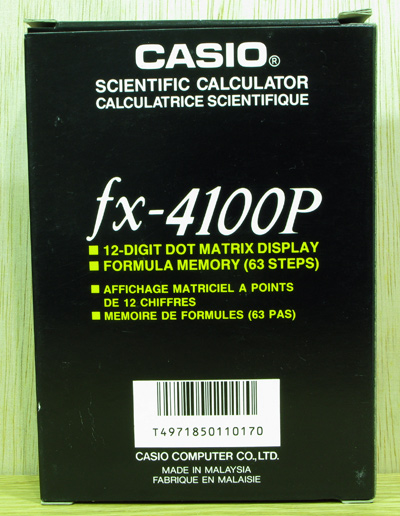 CASIO®
SCIENTIFIC CALCULATOR
CALCULATRICE SCIENTIFIQUE
fx-4100P
■ 12-DIGIT DOT MATRIX DISPLAY
■ FORMULA MEMORY (63 STEPS)
■ AFFICHAGE MATRICIEL A POINTS
DE 12 CHIFFRES
■ MEMOIRE DE FORMULES (63 PAS)
T4971850110170
CASIO COMPUTER CO.,LTD.
MADE IN MALAYSIA
FABRIQUE EN MALAISIE